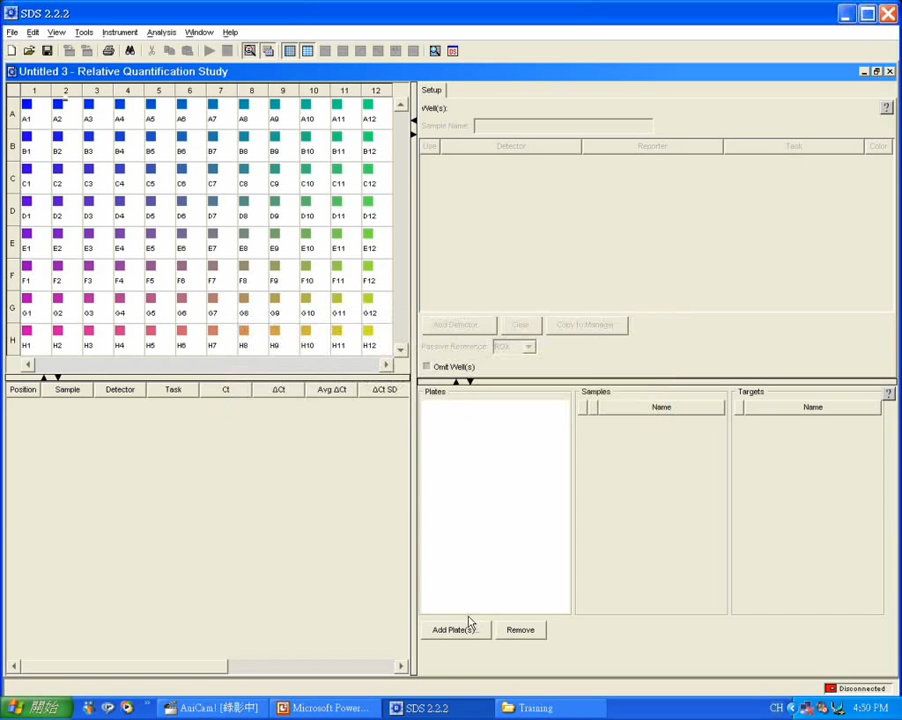 SDS 2.2.2
File Edit View Tools Instrument Analysis Window Help
Untitled 3 - Relative Quantification Study
1 2 3 4 5 6 7 8 9 10 11 12
A
A1 A2 A3 A4 A5 A6 A7 A8 A9 A10 A11 A12
B
B1 B2 B3 B4 B5 B6 B7 B8 B9 B10 B11 B12
C
C1 C2 C3 C4 C5 C6 C7 C8 C9 C10 C11 C12
D
D1 D2 D3 D4 D5 D6 D7 D8 D9 D10 D11 D12
E
E1 E2 E3 E4 E5 E6 E7 E8 E9 E10 E11 E12
F
F1 F2 F3 F4 F5 F6 F7 F8 F9 F10 F11 F12
G
G1 G2 G3 G4 G5 G6 G7 G8 G9 G10 G11 G12
H
H1 H2 H3 H4 H5 H6 H7 H8 H9 H10 H11 H12
Position Sample Detector Task Ct ΔCt Avg ΔCt ΔCt SD
Setup
Well(s):
Sample Name:
Use Detector Reporter Task Color
Add Detector Clear Copy To Manager
Passive Reference: ROX
Omit Well(s)
Plates Samples Targets
Name Name
Add Plate(s)... Remove
Disconnected
開始 AniCam! [錄影中] Microsoft Power... SDS 2.2.2 Training CH 4:50 PM